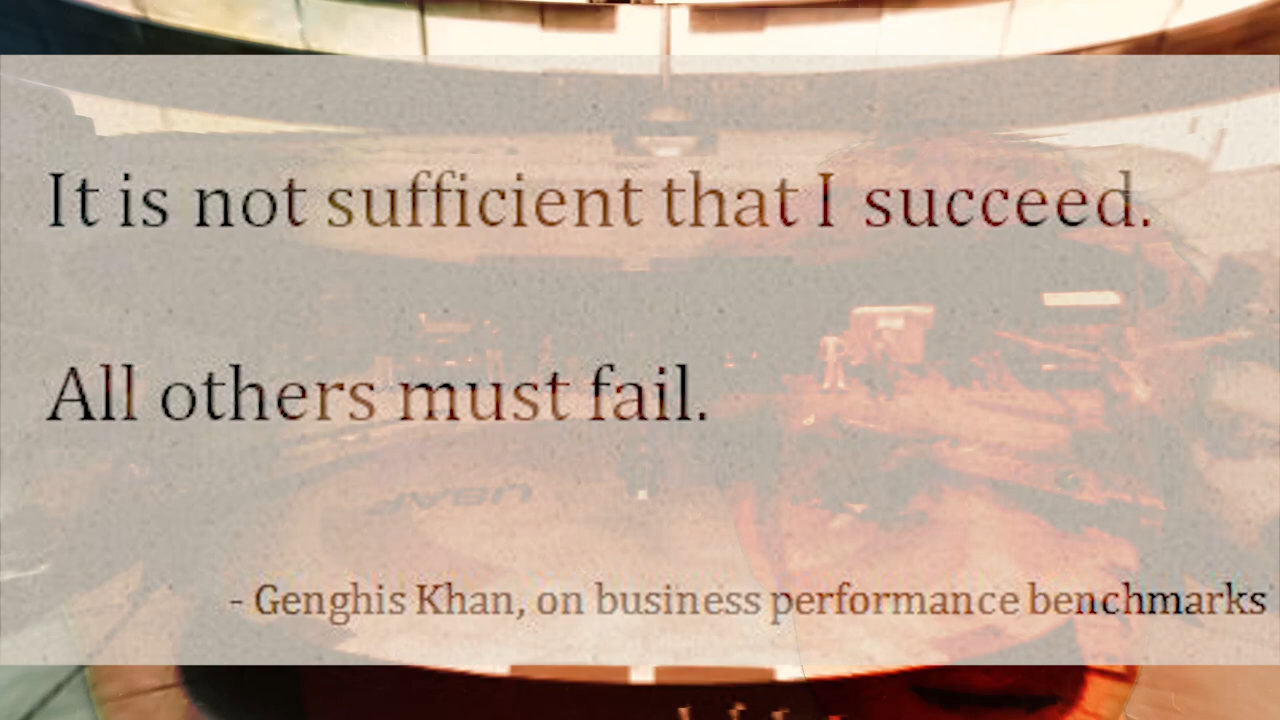 It is not sufficient that I succeed.
All others must fail.
- Genghis Khan, on business performance benchmarks